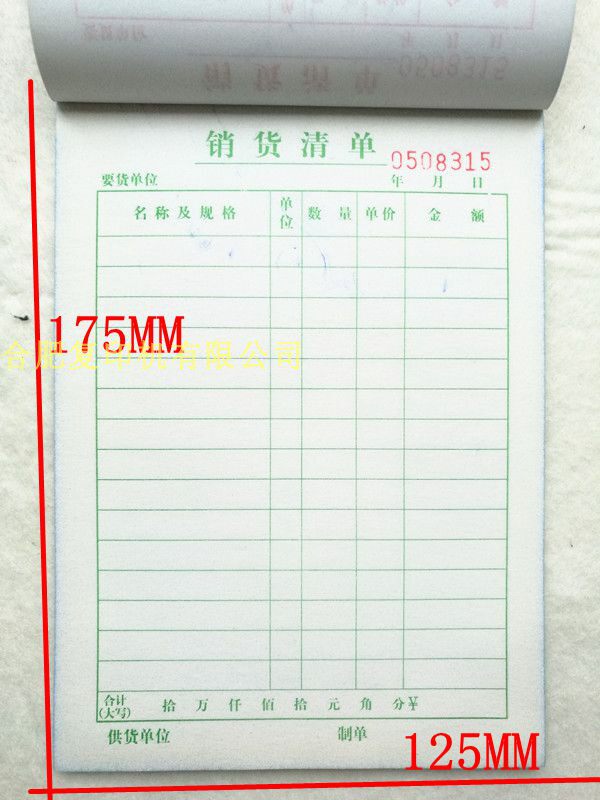 0508315
销货清单
0508315
要货单位 年 月 日
名称及规格 单位 数量 单价 金额
175MM
合肥复印机有限公司
合计(大写) 拾 万 仟 佰 拾 元 角 分 ¥
供货单位 制单
125MM